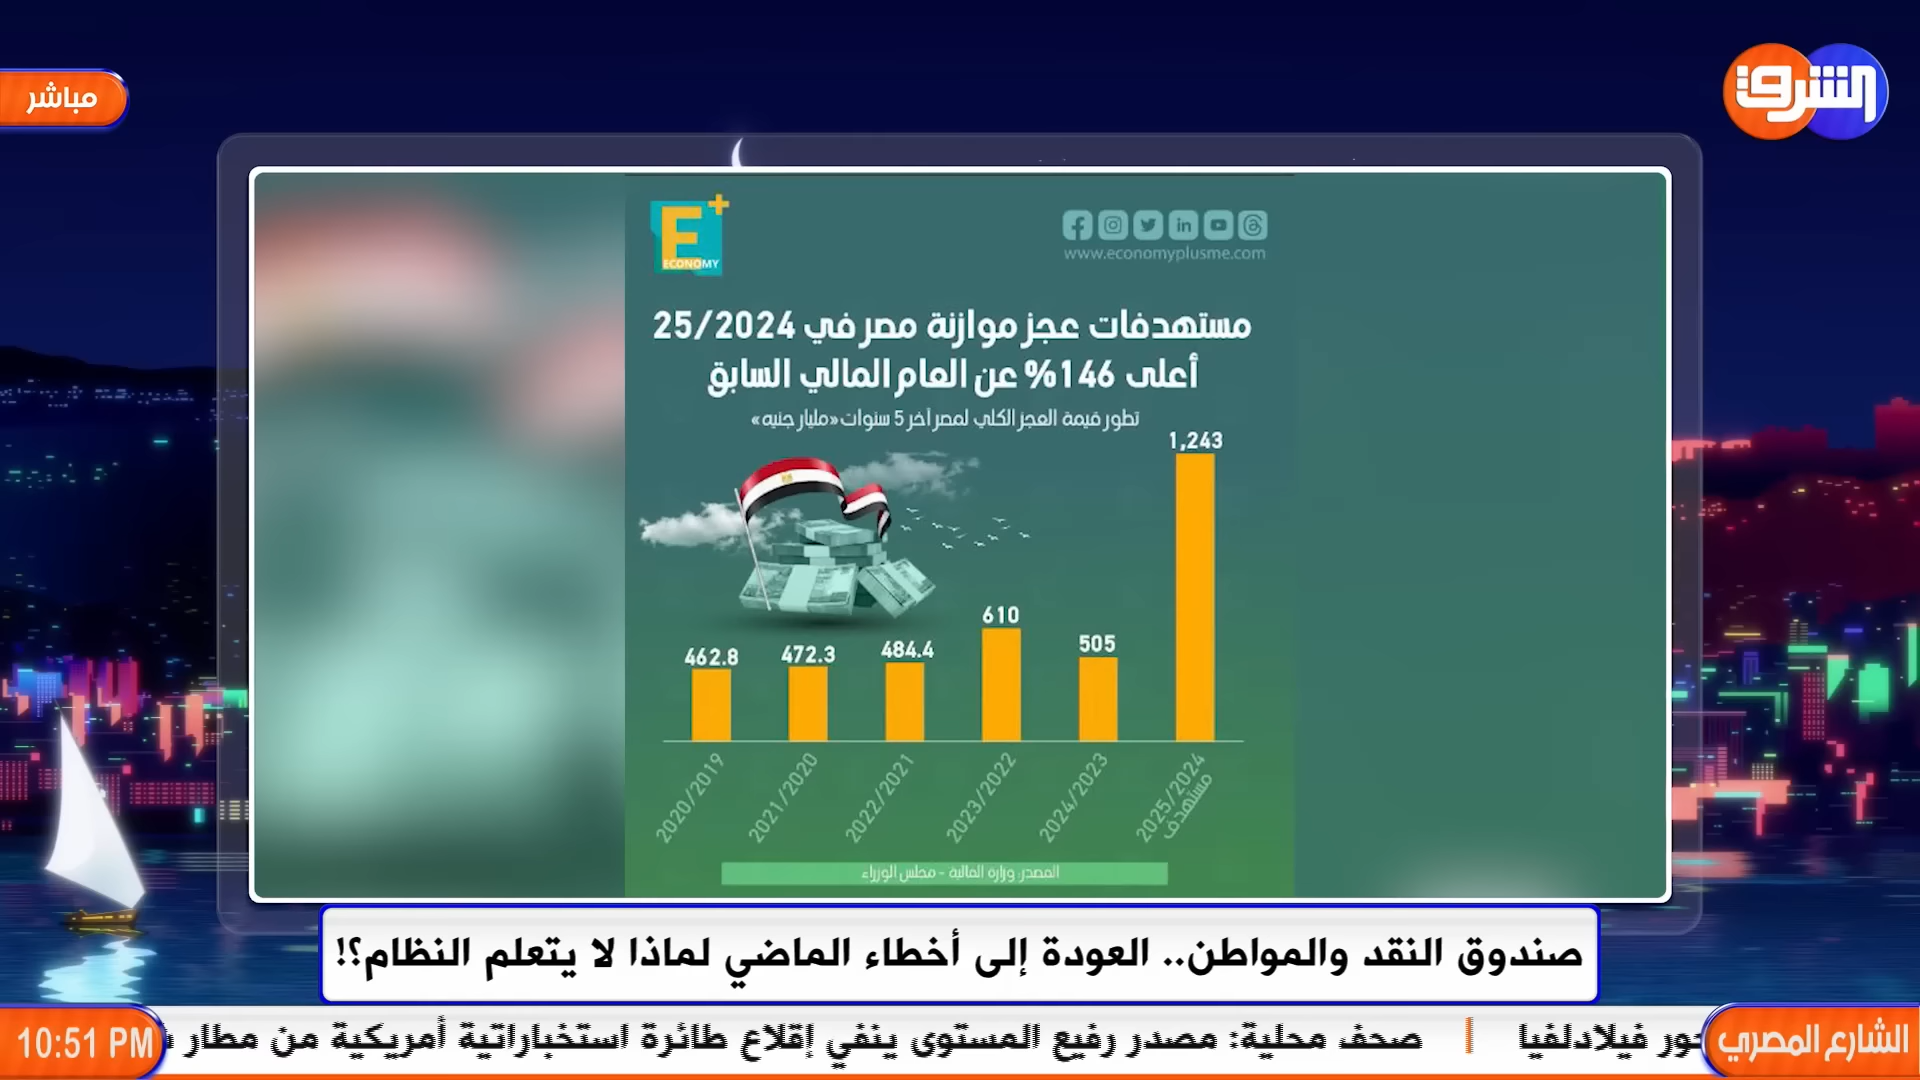 مباشر
الشرق
E+
ECONOMY
www.economyplusme.com
مستهدفات عجز موازنة مصر في 25/2024
أعلى 146% عن العام المالي السابق
تطور قيمة العجز الكلي لمصر آخر 5 سنوات «مليار جنيه»
462.8
472.3
484.4
610
505
1,243
2020/2019
2021/2020
2022/2021
2023/2022
2024/2023
2025/2024
مستهدف
المصدر: وزارة المالية - مجلس الوزراء
صندوق النقد والمواطن.. العودة إلى أخطاء الماضي لماذا لا يتعلم النظام؟!
الشارع المصري
ور فيلادلفيا | صحف محلية: مصدر رفيع المستوى ينفي إقلاع طائرة استخباراتية أمريكية من مطار
10:51 PM